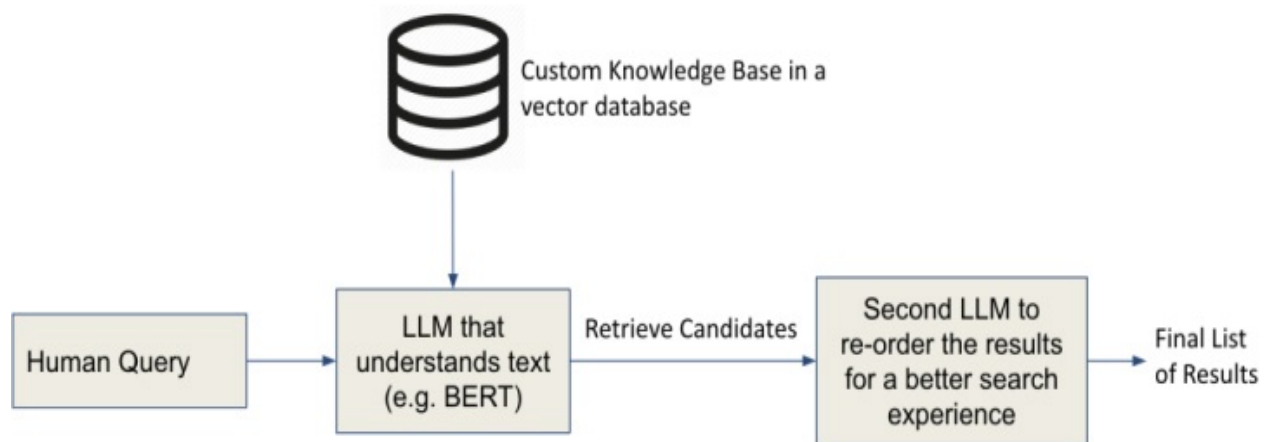 Custom Knowledge Base in a
vector database
Human Query
LLM that
understands text
(e.g. BERT)
Retrieve Candidates
Second LLM to
re-order the results
for a better search
experience
Final List
of Results